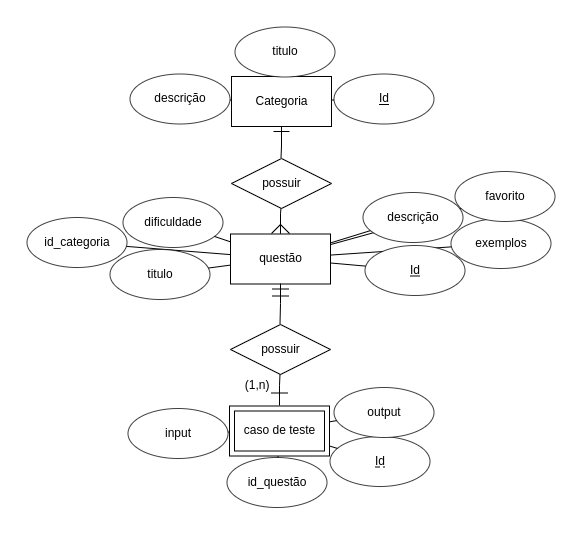 titulo
descrição
Categoria
Id
possuir
favorito
dificuldade
descrição
id_categoria
exemplos
questão
titulo
Id
possuir
(1,n)
output
caso de teste
input
Id
id_questão